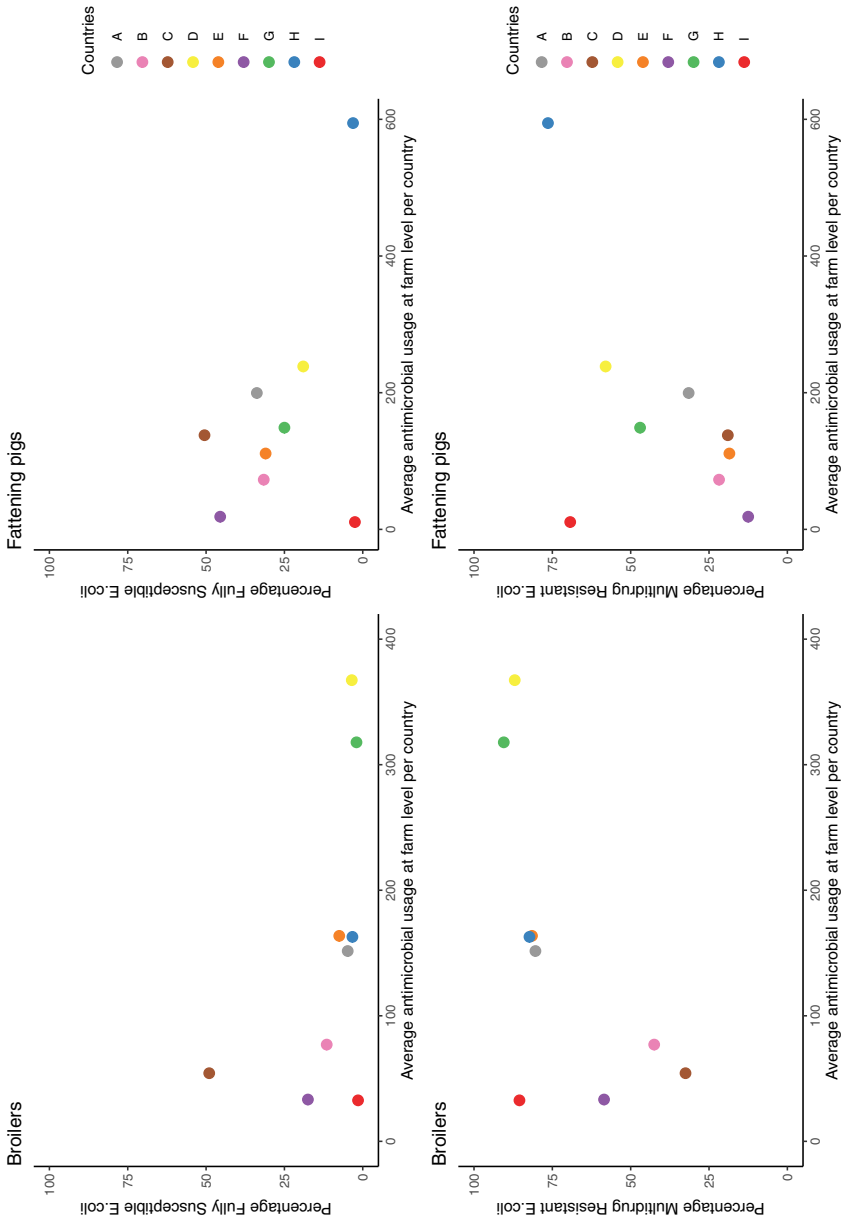 Broilers
Percentage Fully Susceptible E.coli
100
75
50
25
0
0
100
200
300
400
Average antimicrobial usage at farm level per country
Fattening pigs
Percentage Fully Susceptible E.coli
100
75
50
25
0
0
200
400
600
Average antimicrobial usage at farm level per country
Countries
A
B
C
D
E
F
G
H
I
Broilers
Percentage Multidrug Resistant E.coli
100
75
50
25
0
0
100
200
300
400
Average antimicrobial usage at farm level per country
Fattening pigs
Percentage Multidrug Resistant E.coli
100
75
50
25
0
0
200
400
600
Average antimicrobial usage at farm level per country
Countries
A
B
C
D
E
F
G
H
I